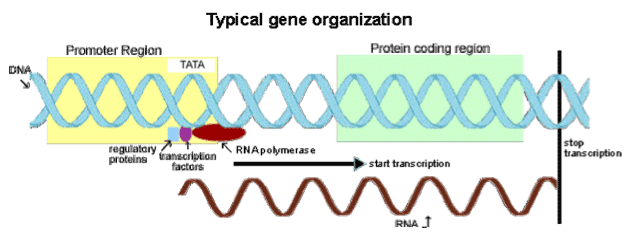 Typical gene organization
Promoter Region
Protein coding region
TATA
DNA
regulatory
proteins
transcription
factors
RNA polymerase
start transcription
stop
transcription
RNA